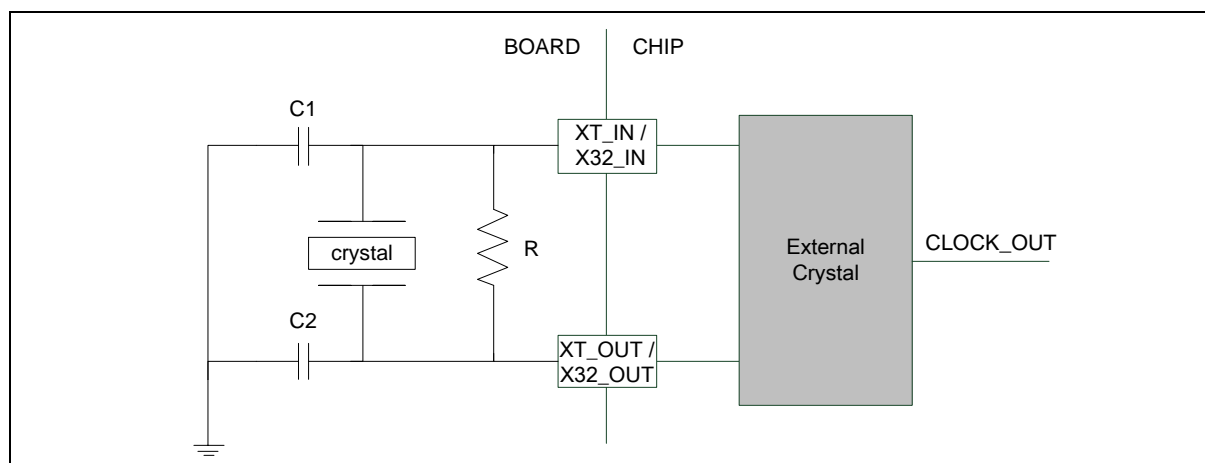 BOARD
CHIP
C1
XT_IN /
X32_IN
crystal
R
External
Crystal
CLOCK_OUT
C2
XT_OUT /
X32_OUT